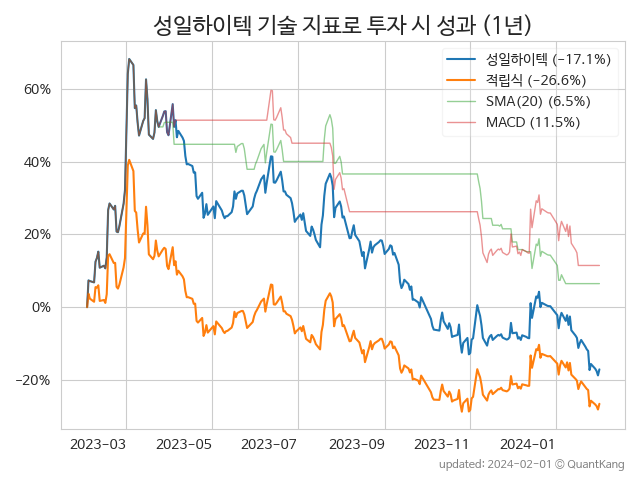 성일하이텍 기술 지표로 투자 시 성과 (1년)
성일하이텍 (−17.1%)
적립식 (−26.6%)
SMA(20) (6.5%)
MACD (11.5%)
60%
40%
20%
0%
−20%
2023-03 2023-05 2023-07 2023-09 2023-11 2024-01
updated: 2024-02-01 © QuantKang